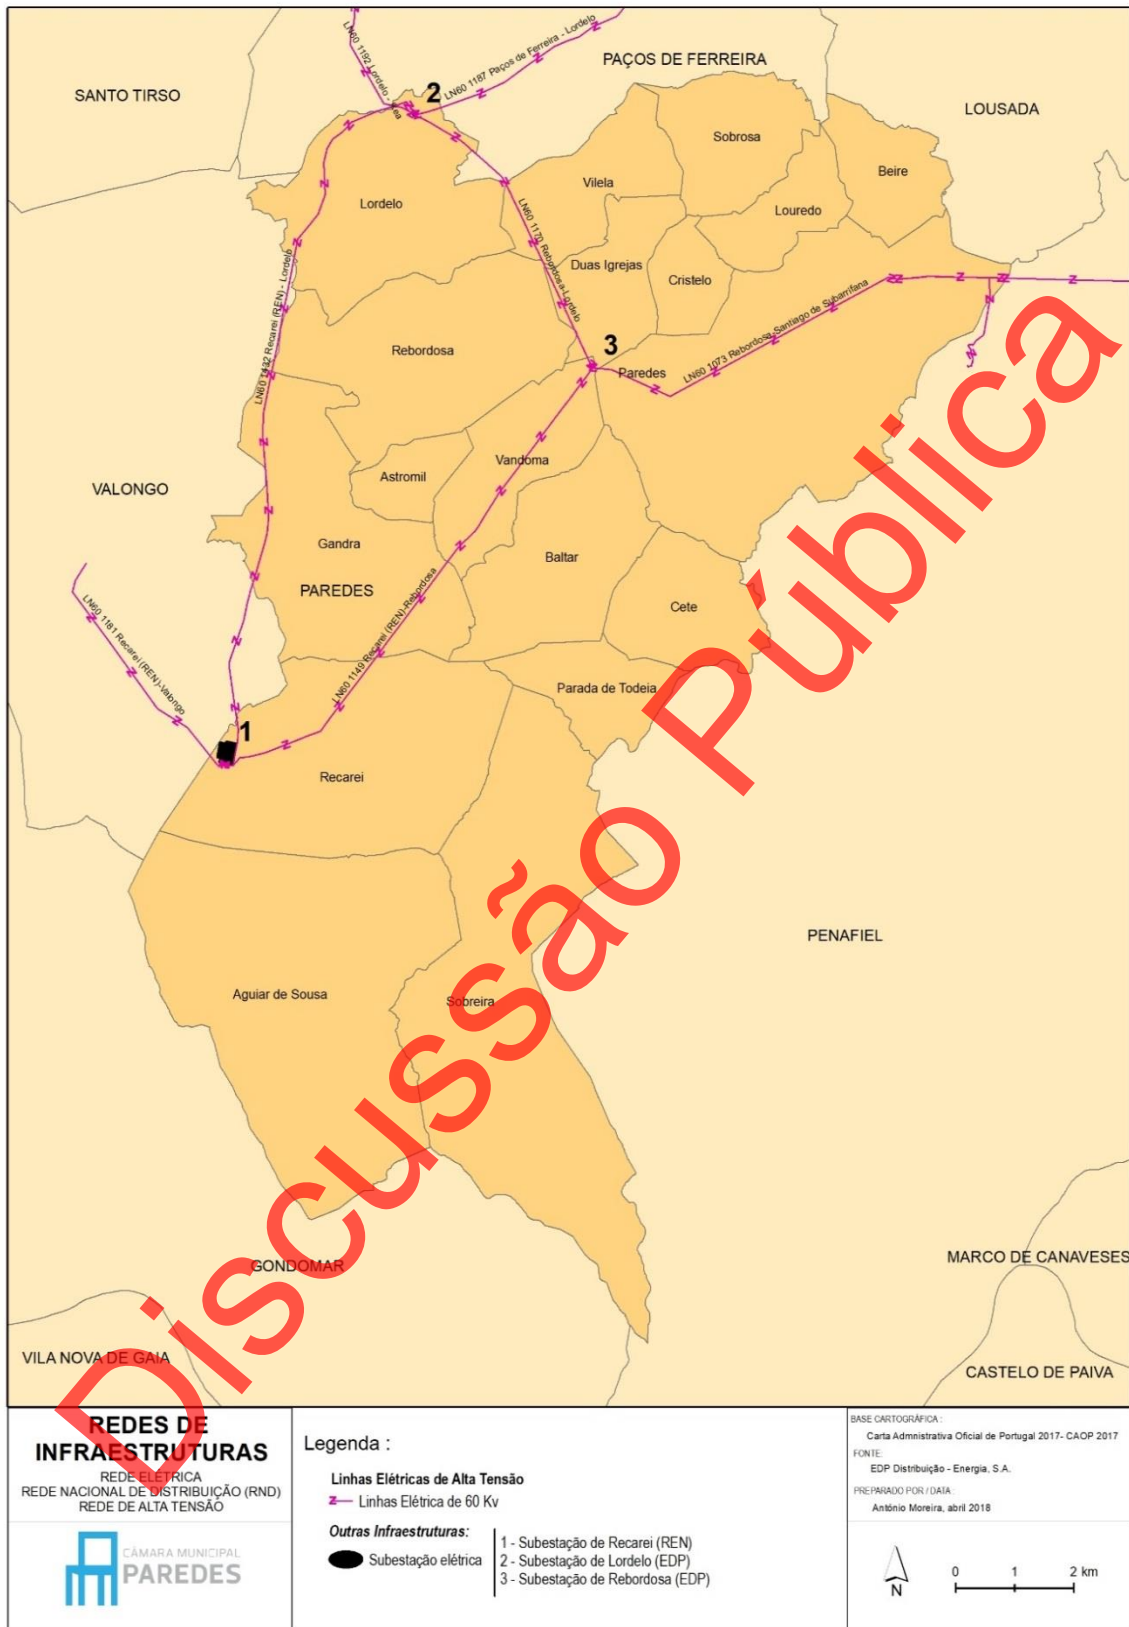 SANTO TIRSO
PAÇOS DE FERREIRA
LOUSADA
LN60 1192 Lordelo -
LN60 1187 Paços de Ferreira - Lordelo
2
Sobrosa
Beire
Vilela
Lordelo
Louredo
LN60 1170 Rebordosa-Lordelo
Duas Igrejas
Cristelo
LN60 1432 Recarei (REN) - Lordelo
LN60 1073 Rebordosa-Santiago de Subarrifana
Rebordosa
3
Paredes
Vandoma
Astromil
VALONGO
Gandra
Baltar
PAREDES
Cete
LN60 1181 Recarei (REN)-Valongo
LN60 1149 Recarei (REN)-Rebordosa
Parada de Todeia
1
Recarei
PENAFIEL
Aguiar de Sousa
Sobreira
GONDOMAR
MARCO DE CANAVESES
VILA NOVA DE GAIA
CASTELO DE PAIVA
Discussão Pública
REDES DE
INFRAESTRUTURAS
REDE ELÉTRICA
REDE NACIONAL DE DISTRIBUIÇÃO (RND)
REDE DE ALTA TENSÃO
CÂMARA MUNICIPAL
PAREDES
Legenda :
Linhas Elétricas de Alta Tensão
Linhas Elétrica de 60 Kv
Outras Infraestruturas:
Subestação elétrica
1 - Subestação de Recarei (REN)
2 - Subestação de Lordelo (EDP)
3 - Subestação de Rebordosa (EDP)
BASE CARTOGRÁFICA :
Carta Admnistrativa Oficial de Portugal 2017- CAOP 2017
FONTE:
EDP Distribuição - Energia, S.A.
PREPARADO POR / DATA :
António Moreira, abril 2018
N
0 1 2 km